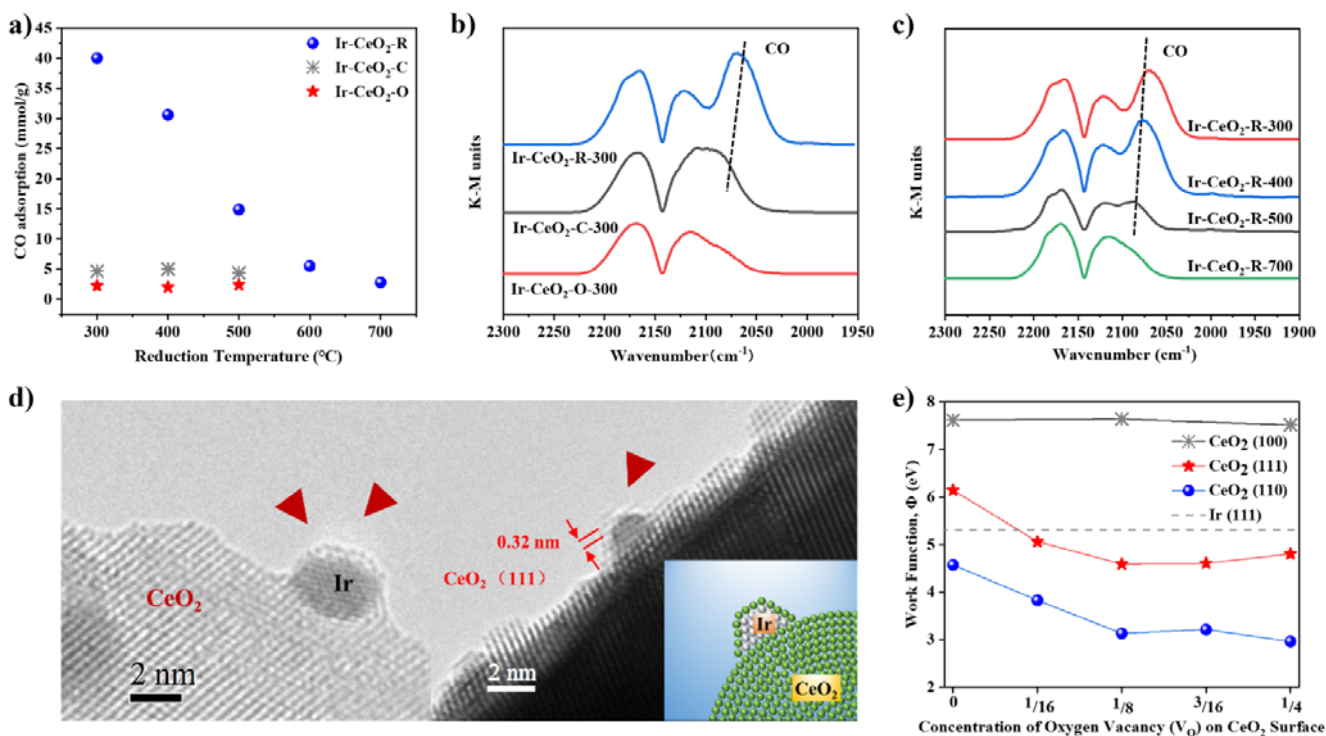 a)
45
40
35
30
25
20
15
10
5
0
CO adsorption (mmol/g)
Ir-CeO₂-R
Ir-CeO₂-C
Ir-CeO₂-O
300 400 500 600 700
Reduction Temperature (°C)
b)
CO
K-M units
Ir-CeO₂-R-300
Ir-CeO₂-C-300
Ir-CeO₂-O-300
2300 2250 2200 2150 2100 2050 2000 1950
Wavenumber(cm⁻¹)
c)
CO
K-M units
Ir-CeO₂-R-300
Ir-CeO₂-R-400
Ir-CeO₂-R-500
Ir-CeO₂-R-700
2300 2250 2200 2150 2100 2050 2000 1950 1900
Wavenumber (cm⁻¹)
d)
CeO₂
Ir
2 nm
0.32 nm
CeO₂ (111)
2 nm
Ir
CeO₂
e)
8
7
6
5
4
3
2
Work Function, Φ (eV)
CeO₂ (100)
CeO₂ (111)
CeO₂ (110)
Ir (111)
0 1/16 1/8 3/16 1/4
Concentration of Oxygen Vacancy (V₀) on CeO₂ Surface